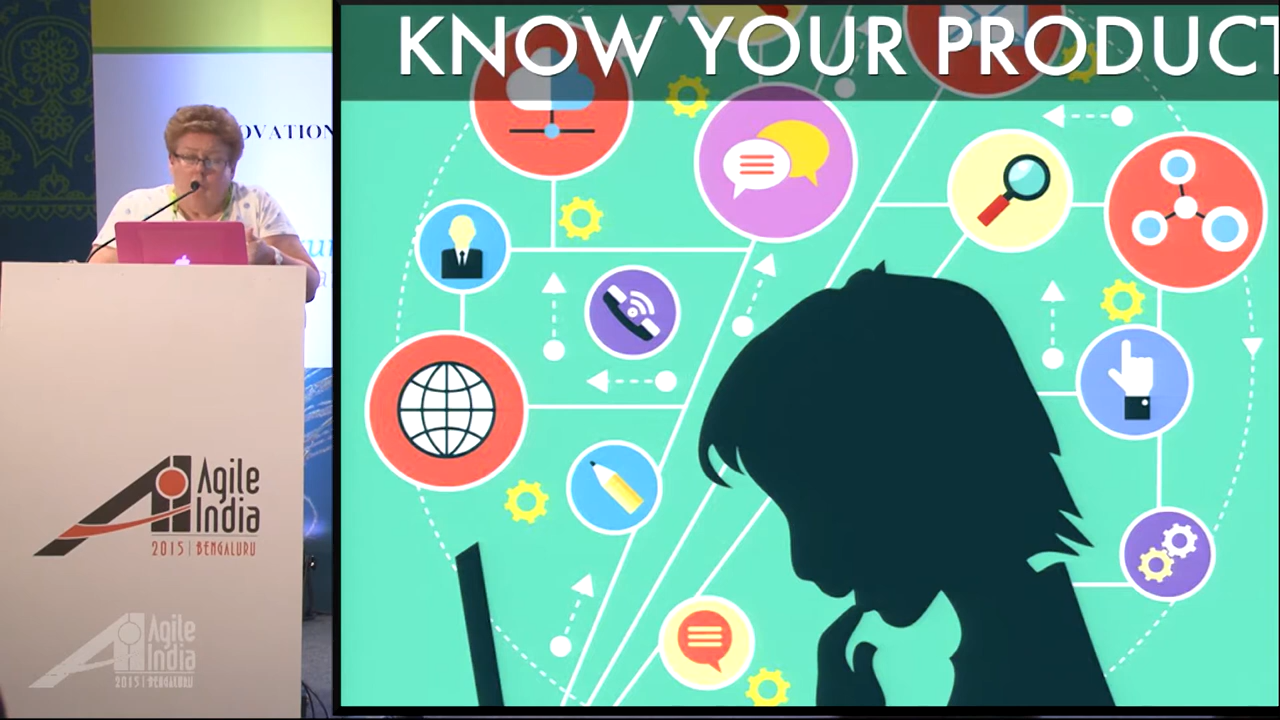 KNOW YOUR PRODUCT
OVATION
Agile
India
2015 | BENGALURU
Agile
India
2015 | BENGALURU